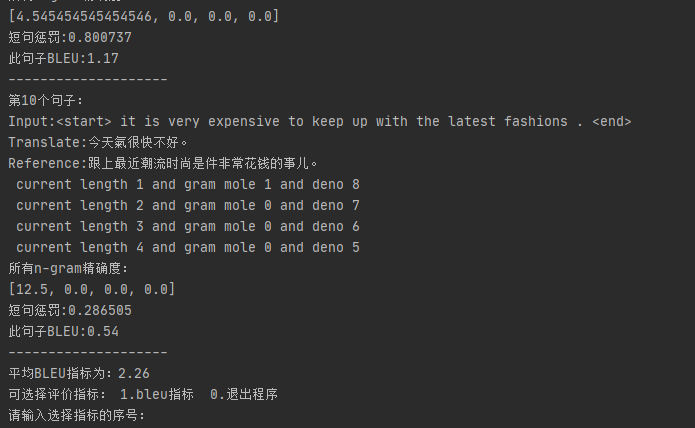 [4.545454545454546, 0.0, 0.0, 0.0]
短句惩罚:0.800737
此句子BLEU:1.17
--------------------
第10个句子:
Input:<start> it is very expensive to keep up with the latest fashions . <end>
Translate:今天氣很快不好。
Reference:跟上最近潮流时尚是件非常花钱的事儿。
 current length 1 and gram mole 1 and deno 8
 current length 2 and gram mole 0 and deno 7
 current length 3 and gram mole 0 and deno 6
 current length 4 and gram mole 0 and deno 5
所有n-gram精确度:
[12.5, 0.0, 0.0, 0.0]
短句惩罚:0.286505
此句子BLEU:0.54
--------------------
平均BLEU指标为：2.26
可选择评价指标： 1.bleu指标  0.退出程序
请输入选择指标的序号: